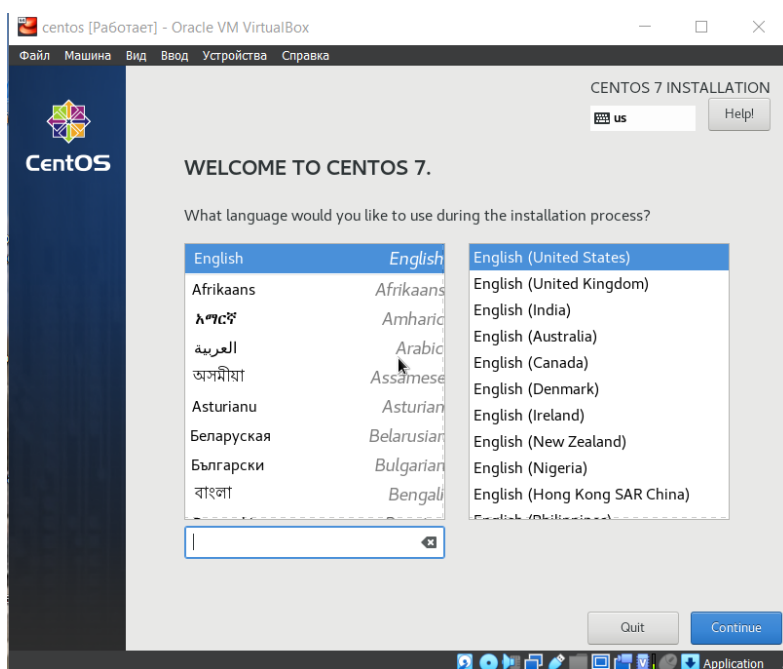 centos [Работает] - Oracle VM VirtualBox
Файл Машина Вид Ввод Устройства Справка
CENTOS 7 INSTALLATION
us
Help!
CentOS
WELCOME TO CENTOS 7.
What language would you like to use during the installation process?
English English
Afrikaans Afrikaans
አማርኛ Amharic
العربية Arabic
অসমীয়া Assamese
Asturianu Asturian
Беларуская Belarusian
Български Bulgarian
বাংলা Bengali
English (United States)
English (United Kingdom)
English (India)
English (Australia)
English (Canada)
English (Denmark)
English (Ireland)
English (New Zealand)
English (Nigeria)
English (Hong Kong SAR China)
English (Philippines)
Quit
Continue
Application